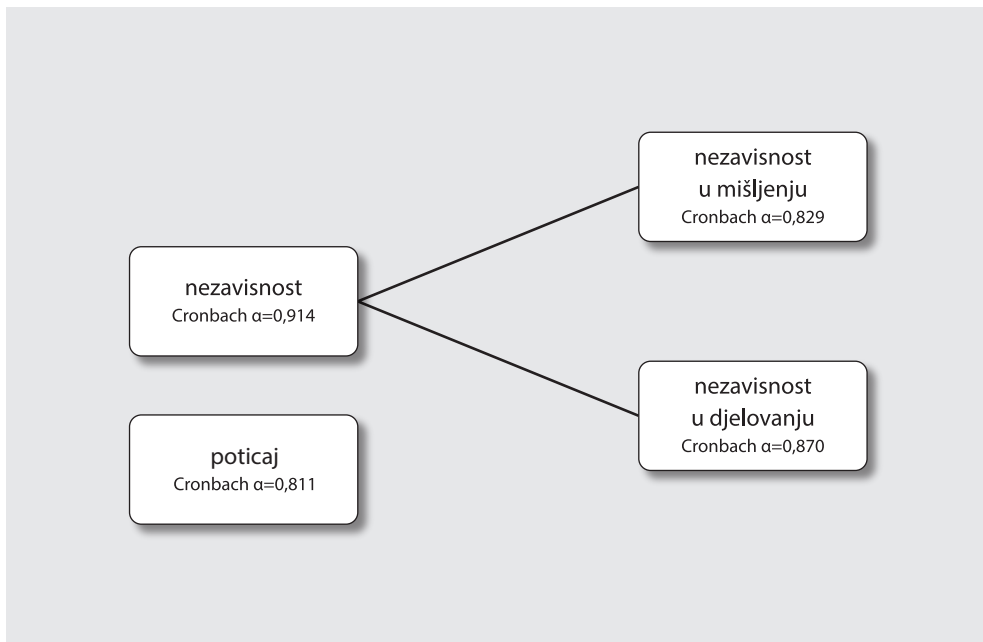 nezavisnost
Cronbach α=0,914
poticaj
Cronbach α=0,811
nezavisnost
u mišljenju
Cronbach α=0,829
nezavisnost
u djelovanju
Cronbach α=0,870